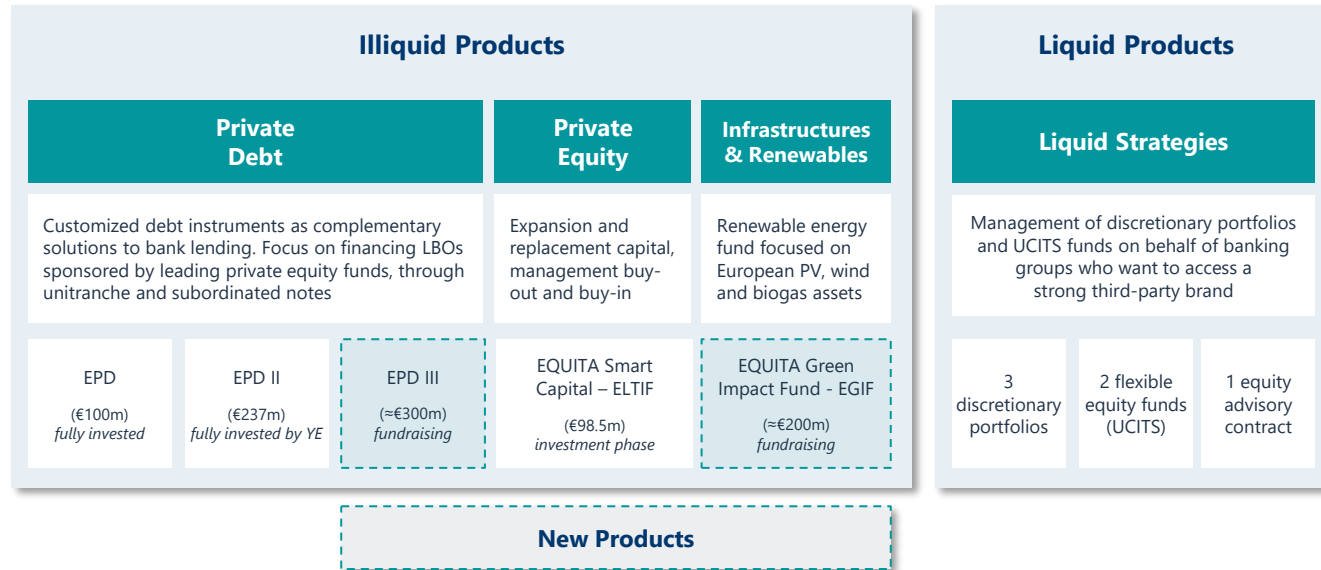 Illiquid Products
Private
Debt
Private
Equity
Infrastructures
& Renewables
Customized debt instruments as complementary
solutions to bank lending. Focus on financing LBOs
sponsored by leading private equity funds, through
unitranche and subordinated notes
Expansion and
replacement capital,
management buy-
out and buy-in
Renewable energy
fund focused on
European PV, wind
and biogas assets
EPD
(€100m)
fully invested
EPD II
(€237m)
fully invested by YE
EPD III
(≈€300m)
fundraising
EQUITA Smart
Capital – ELTIF
(€98.5m)
investment phase
EQUITA Green
Impact Fund - EGIF
(≈€200m)
fundraising
New Products
Liquid Products
Liquid Strategies
Management of discretionary portfolios
and UCITS funds on behalf of banking
groups who want to access a
strong third-party brand
3
discretionary
portfolios
2 flexible
equity funds
(UCITS)
1 equity
advisory
contract